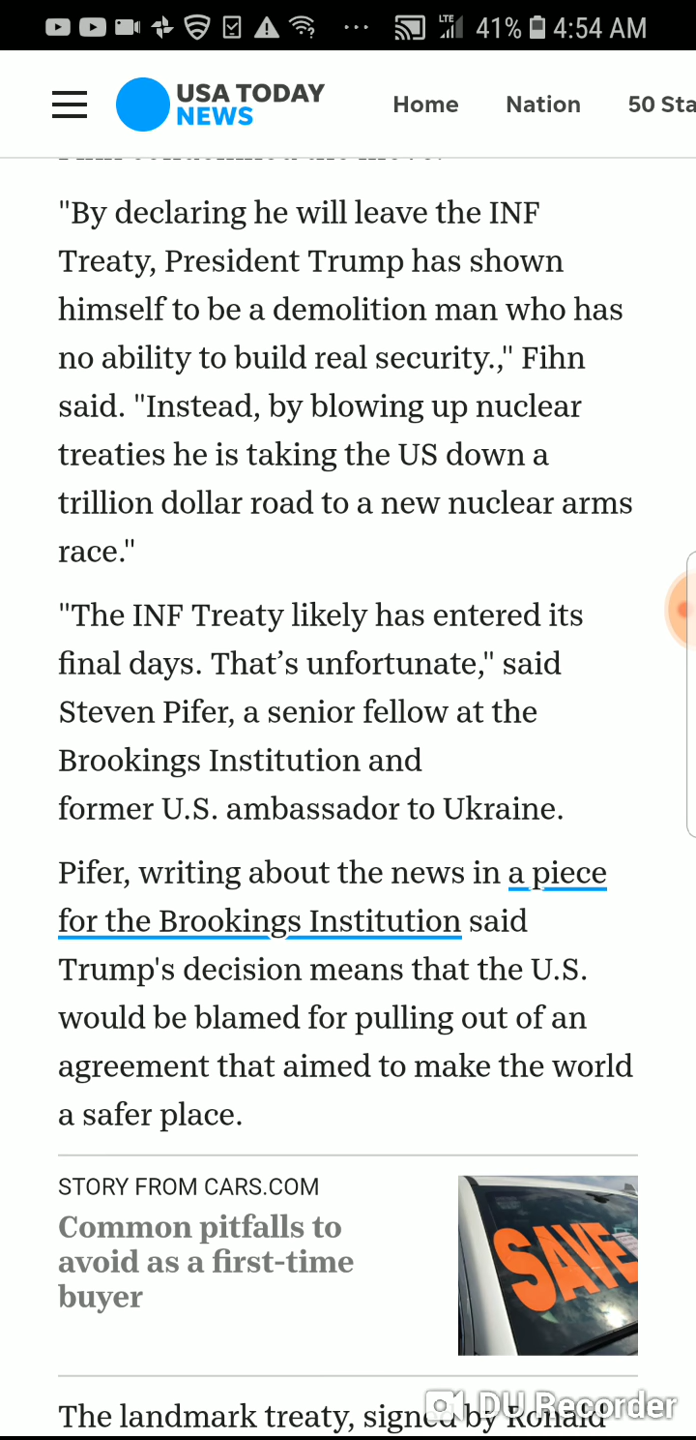 LTE 41% 4:54 AM
USA TODAY
NEWS
Home Nation 50 Sta
"By declaring he will leave the INF
Treaty, President Trump has shown
himself to be a demolition man who has
no ability to build real security.," Fihn
said. "Instead, by blowing up nuclear
treaties he is taking the US down a
trillion dollar road to a new nuclear arms
race."
"The INF Treaty likely has entered its
final days. That’s unfortunate," said
Steven Pifer, a senior fellow at the
Brookings Institution and
former U.S. ambassador to Ukraine.
Pifer, writing about the news in a piece
for the Brookings Institution said
Trump's decision means that the U.S.
would be blamed for pulling out of an
agreement that aimed to make the world
a safer place.
STORY FROM CARS.COM
Common pitfalls to
avoid as a first-time
buyer
SAVE
The landmark treaty, signed by Ronald
DU Recorder